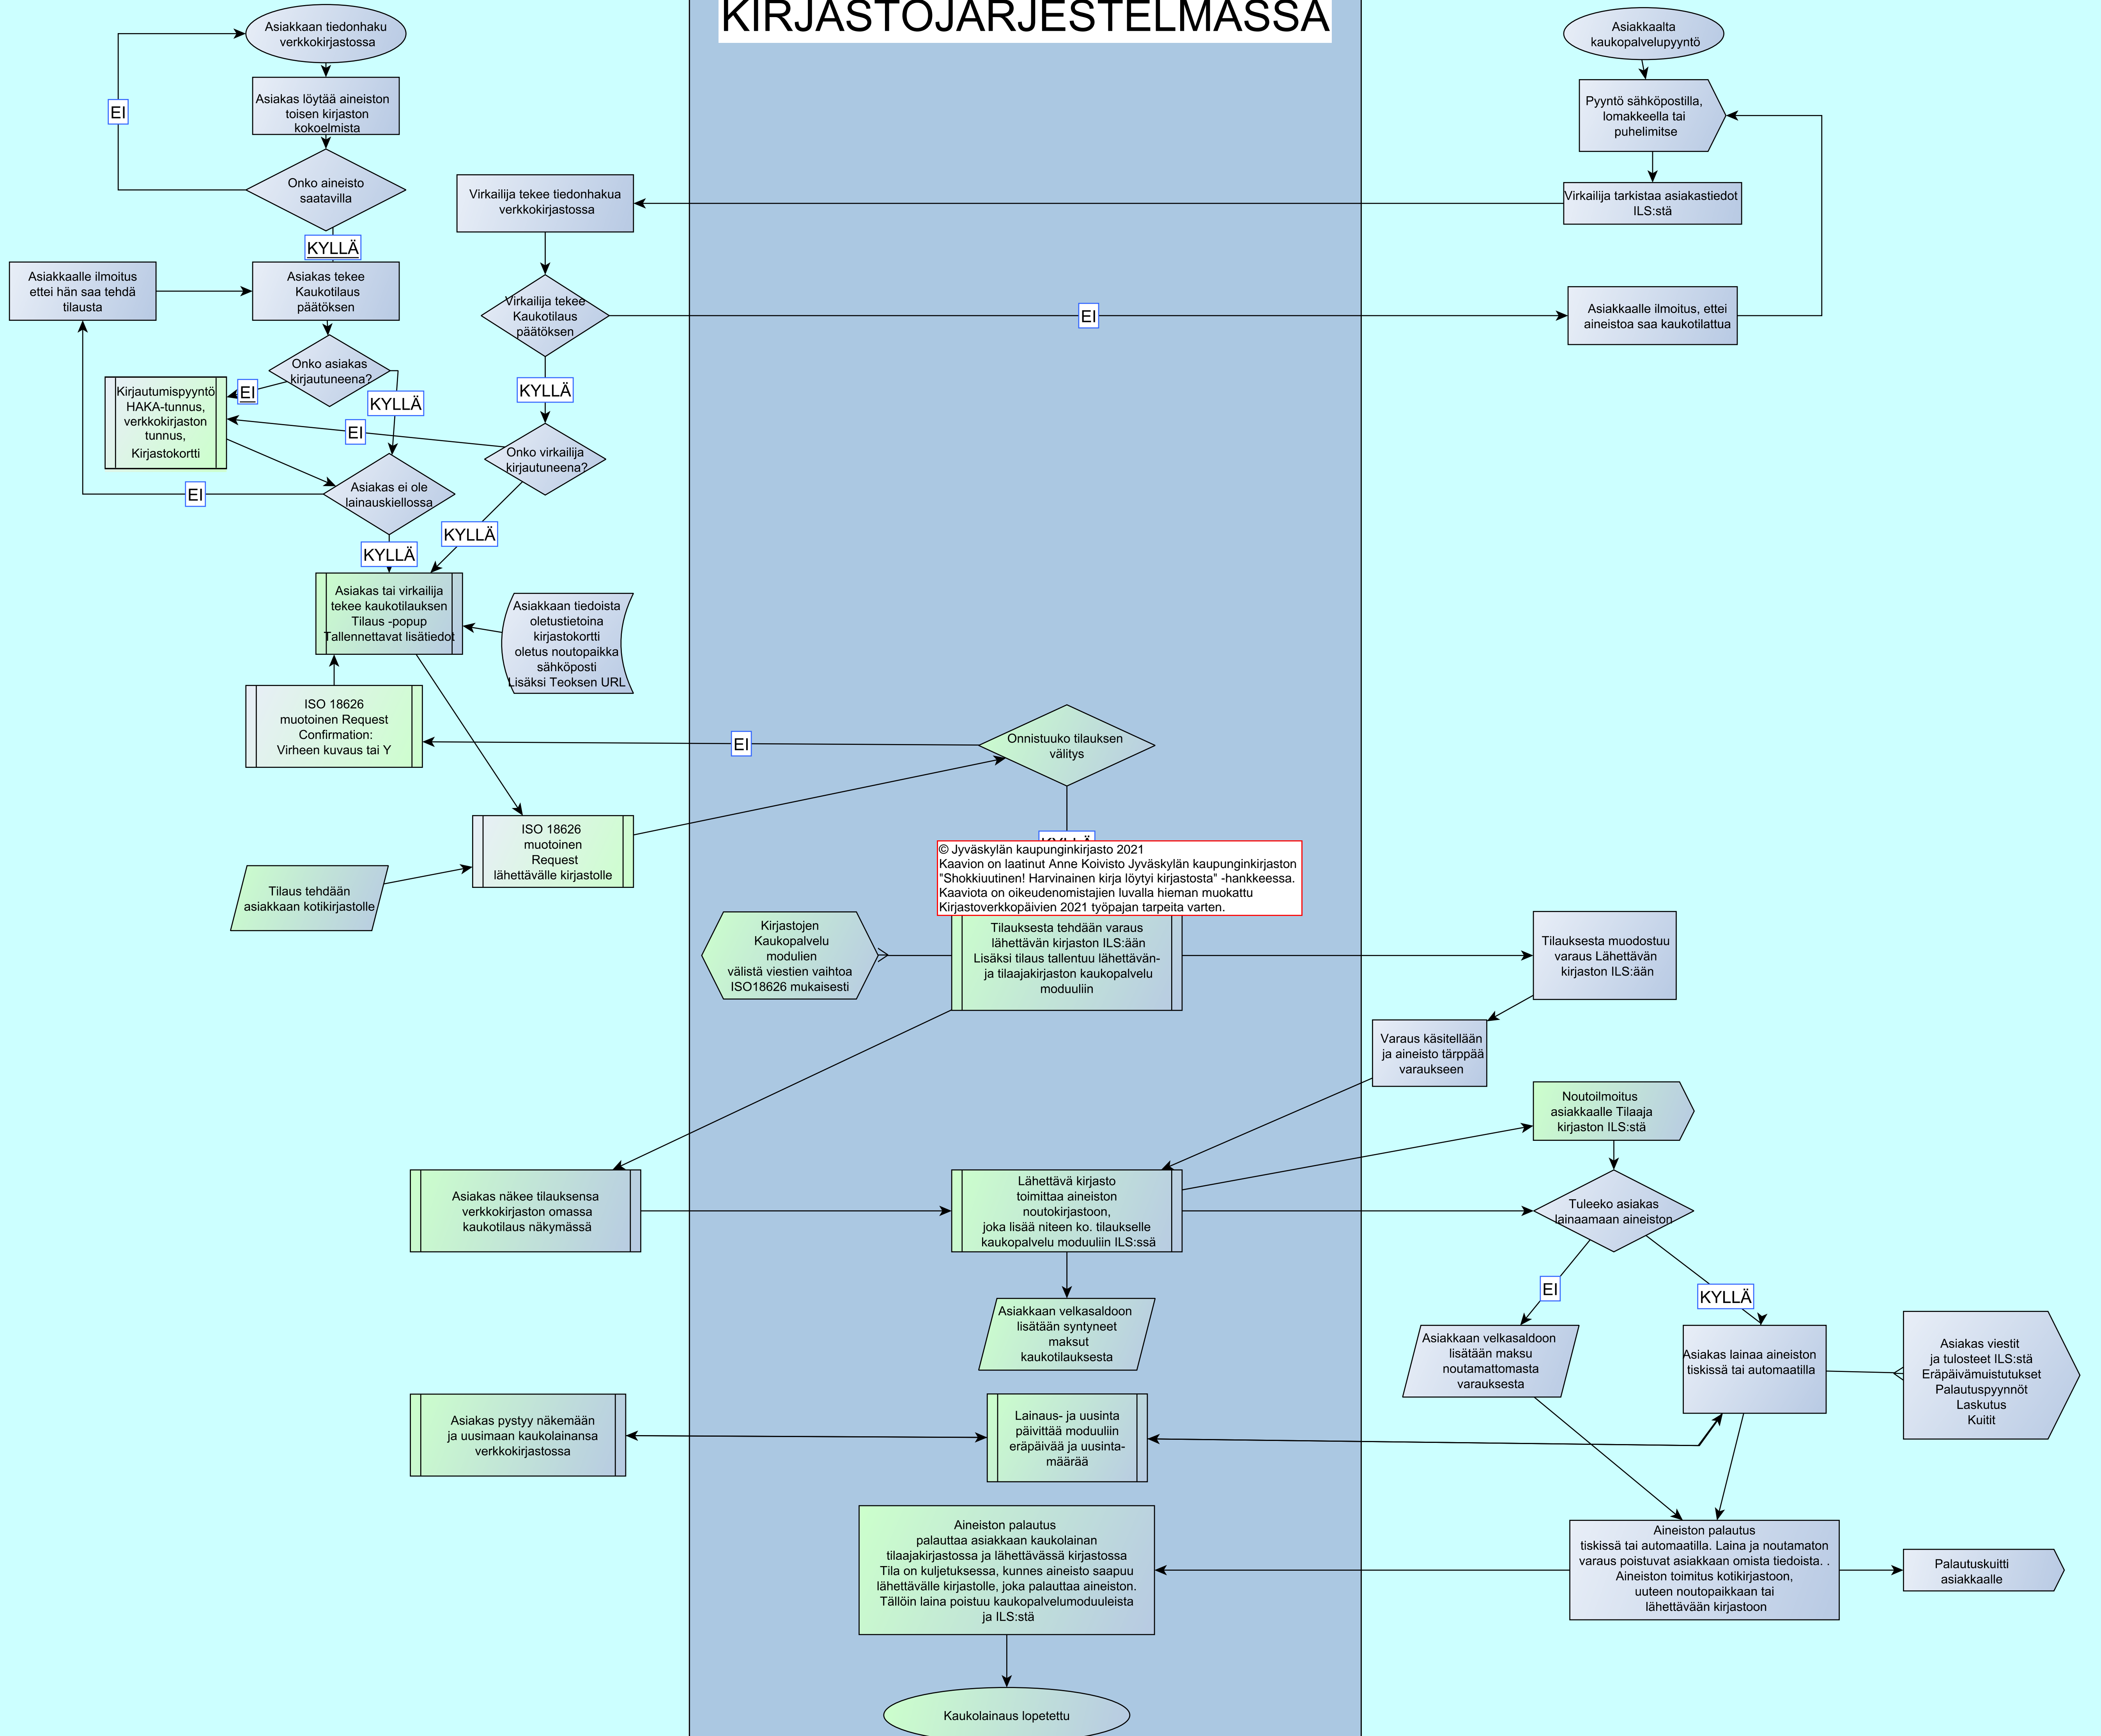 KIRJASTOJÄRJESTELMÄSSÄ
Asiakkaan tiedonhaku
verkkokirjastossa
EI
Asiakas löytää aineiston
toisen kirjaston
kokoelmista
Onko aineisto
saatavilla
KYLLÄ
Asiakkaalle ilmoitus
ettei hän saa tehdä
tilausta
Asiakas tekee
Kaukotilaus
päätöksen
Onko asiakas
kirjautuneena?
EI
KYLLÄ
Kirjautumispyyntö
HAKA-tunnus,
verkkokirjaston
tunnus,
Kirjastokortti
EI
Asiakas ei ole
lainauskiellossa
EI
KYLLÄ
Virkailija tekee tiedonhakua
verkkokirjastossa
Virkailija tekee
Kaukotilaus
päätöksen
KYLLÄ
Onko virkailija
kirjautuneena?
KYLLÄ
EI
Asiakkaalta
kaukopalvelupyyntö
Pyyntö sähköpostilla,
lomakkeella tai
puhelimitse
Virkailija tarkistaa asiakastiedot
ILS:stä
Asiakkaalle ilmoitus, ettei
aineistoa saa kaukotilattua
Asiakas tai virkailija
tekee kaukotilauksen
Tilaus -popup
Tallennettavat lisätiedot
Asiakkaan tiedoista
oletustietoina
kirjastokortti
oletus noutopaikka
sähköposti
Lisäksi Teoksen URL
ISO 18626
muotoinen Request
Confirmation:
Virheen kuvaus tai Y
EI
Onnistuuko tilauksen
välitys
KYLLÄ
ISO 18626
muotoinen
Request
lähettävälle kirjastolle
Tilaus tehdään
asiakkaan kotikirjastolle
© Jyväskylän kaupunginkirjasto 2021
Kaavion on laatinut Anne Koivisto Jyväskylän kaupunginkirjaston
"Shokkiuutinen! Harvinainen kirja löytyi kirjastosta" -hankkeessa.
Kaaviota on oikeudenomistajien luvalla hieman muokattu
Kirjastoverkkopäivien 2021 työpajan tarpeita varten.
Kirjastojen
Kaukopalvelu
modulien
välistä viestien vaihtoa
ISO18626 mukaisesti
Tilauksesta tehdään varaus
lähettävän kirjaston ILS:ään
Lisäksi tilaus tallentuu lähettävän-
ja tilaajakirjaston kaukopalvelu
moduuliin
Tilauksesta muodostuu
varaus Lähettävän
kirjaston ILS:ään
Varaus käsitellään
ja aineisto tärppää
varaukseen
Noutoilmoitus
asiakkaalle Tilaaja
kirjaston ILS:stä
Asiakas näkee tilauksensa
verkkokirjaston omassa
kaukotilaus näkymässä
Lähettävä kirjasto
toimittaa aineiston
noutokirjastoon,
joka lisää niteen ko. tilaukselle
kaukopalvelu moduuliin ILS:ssä
Tuleeko asiakas
lainaamaan aineiston
EI
KYLLÄ
Asiakkaan velkasaldoon
lisätään syntyneet
maksut
kaukotilauksesta
Asiakkaan velkasaldoon
lisätään maksu
noutamattomasta
varauksesta
Asiakas lainaa aineiston
tiskissä tai automaatilla
Asiakas viestit
ja tulosteet ILS:stä
Eräpäivämuistutukset
Palautuspyynnöt
Laskutus
Kuitit
Asiakas pystyy näkemään
ja uusimaan kaukolainansa
verkkokirjastossa
Lainaus- ja uusinta
päivittää moduuliin
eräpäivää ja uusinta-
määrää
Aineiston palautus
palauttaa asiakkaan kaukolainan
tilaajakirjastossa ja lähettävässä kirjastossa
Tila on kuljetuksessa, kunnes aineisto saapuu
lähettävälle kirjastolle, joka palauttaa aineiston.
Tällöin laina poistuu kaukopalvelumoduuleista
ja ILS:stä
Aineiston palautus
tiskissä tai automaatilla. Laina ja noutamaton
varaus poistuvat asiakkaan omista tiedoista. .
Aineiston toimitus kotikirjastoon,
uuteen noutopaikkaan tai
lähettävään kirjastoon
Palautuskuitti
asiakkaalle
Kaukolainaus lopetettu